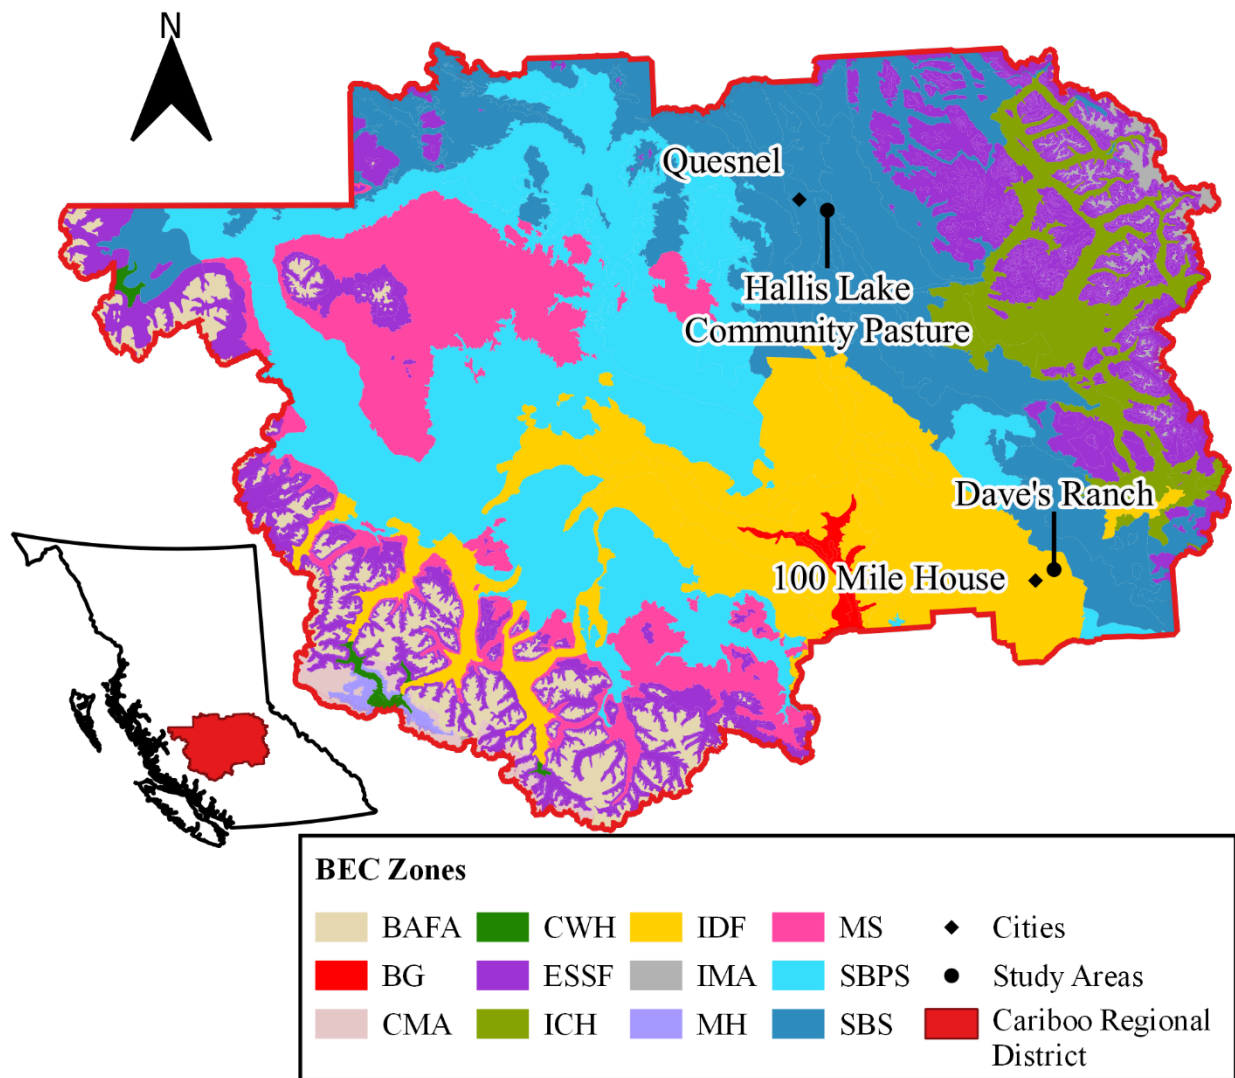 N
Quesnel
Hallis Lake
Community Pasture
Dave's Ranch
100 Mile House
BEC Zones
BAFA CWH IDF MS Cities
BG ESSF IMA SBPS Study Areas
CMA ICH MH SBS Cariboo Regional
District